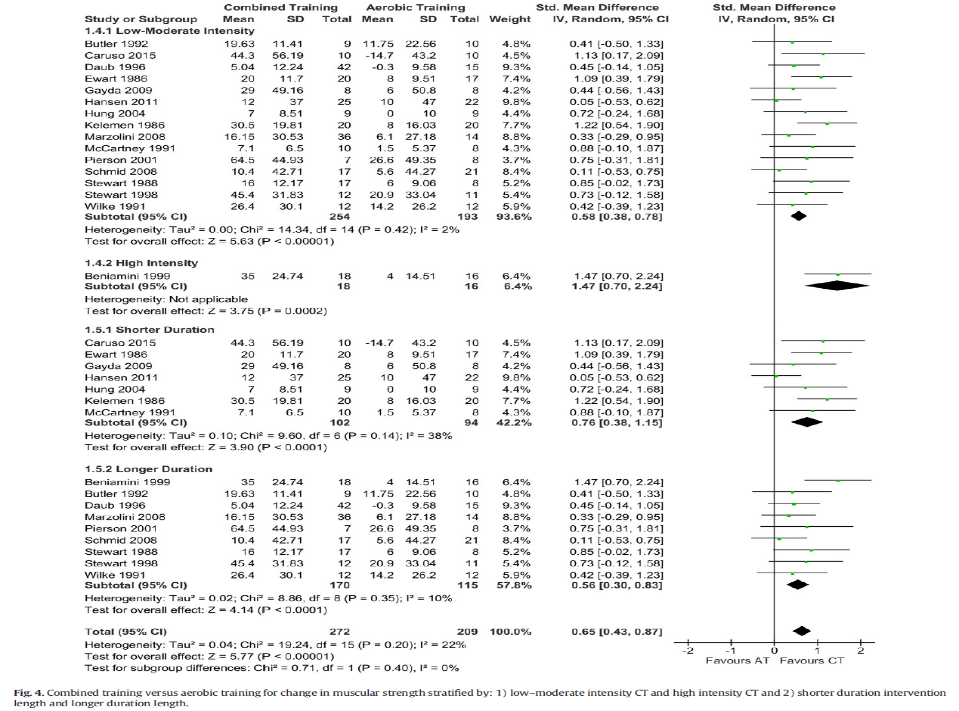 Combined Training Aerobic Training Std. Mean Difference Std. Mean Difference
Study or Subgroup Mean SD Total Mean SD Total Weight IV, Random, 95% CI IV, Random, 95% CI
1.4.1 Low-Moderate Intensity
Butler 1992 19.63 11.41 9 11.75 22.56 10 4.8% 0.41 [-0.50, 1.33]
Caruso 2015 44.3 56.19 10 -14.7 43.2 10 4.4% 1.13 [0.17, 2.09]
Daub 1996 5.04 12.24 42 -0.3 9.58 15 9.3% 0.45 [-0.14, 1.05]
Ewart 1986 20 11.7 20 8 9.51 17 7.4% 1.09 [0.39, 1.79]
Gayda 2009 29 49.16 8 6 50.8 8 4.1% 0.44 [-0.56, 1.43]
Hansen 2011 12 37 25 10 47 22 9.8% 0.05 [-0.53, 0.62]
Hung 2004 7 8.51 9 0 10 9 4.4% 0.72 [-0.24, 1.68]
Kelemen 1986 30.5 19.81 20 8 16.03 20 7.7% 1.22 [0.54, 1.90]
Marzolini 2008 16.15 30.53 36 6.1 27.18 14 8.9% 0.33 [-0.29, 0.95]
McCartney 1991 7.1 6.5 10 1.5 5.37 8 4.3% 0.88 [-0.10, 1.87]
Pierson 2001 64.5 44.93 7 26.6 49.35 8 3.7% 0.75 [-0.31, 1.81]
Schmid 2008 10.4 42.71 17 5.6 44.27 21 8.6% 0.11 [-0.53, 0.75]
Stewart 1988 16 12.17 17 6 9.06 8 5.2% 0.85 [-0.02, 1.73]
Stewart 1998 45.4 31.83 12 20.9 33.04 11 5.4% 0.73 [-0.12, 1.58]
Wilke 1991 26.4 30.1 12 14.2 26.2 12 5.9% 0.42 [-0.39, 1.23]
Subtotal (95% CI) 254 193 93.6% 0.58 [0.38, 0.78]
Heterogeneity: Tau² = 0.00; Chi² = 14.34, df = 14 (P = 0.42); I² = 2%
Test for overall effect: Z = 5.63 (P < 0.00001)
1.4.2 High Intensity
Beniamini 1999 35 24.74 18 4 14.51 16 6.4% 1.47 [0.70, 2.24]
Subtotal (95% CI) 18 16 6.4% 1.47 [0.70, 2.24]
Heterogeneity: Not applicable
Test for overall effect: Z = 3.75 (P = 0.0002)
1.5.1 Shorter Duration
Caruso 2015 44.3 56.19 10 -14.7 43.2 10 4.4% 1.13 [0.17, 2.09]
Ewart 1986 20 11.7 20 8 9.51 17 7.4% 1.09 [0.39, 1.79]
Gayda 2009 29 49.16 8 6 50.8 8 4.1% 0.44 [-0.56, 1.43]
Hansen 2011 12 37 25 10 47 22 9.8% 0.05 [-0.53, 0.62]
Hung 2004 7 8.51 9 0 10 9 4.4% 0.72 [-0.24, 1.68]
Kelemen 1986 30.5 19.81 20 8 16.03 20 7.7% 1.22 [0.54, 1.90]
McCartney 1991 7.1 6.5 10 1.5 5.37 8 4.3% 0.88 [-0.10, 1.87]
Subtotal (95% CI) 102 94 42.2% 0.76 [0.38, 1.15]
Heterogeneity: Tau² = 0.10; Chi² = 9.60, df = 6 (P = 0.14); I² = 38%
Test for overall effect: Z = 3.90 (P < 0.0001)
1.5.2 Longer Duration
Beniamini 1999 35 24.74 18 4 14.51 16 6.4% 1.47 [0.70, 2.24]
Butler 1992 19.63 11.41 9 11.75 22.56 10 4.8% 0.41 [-0.50, 1.33]
Daub 1996 5.04 12.24 42 -0.3 9.58 15 9.3% 0.45 [-0.14, 1.05]
Marzolini 2008 16.15 30.53 36 6.1 27.18 14 8.9% 0.33 [-0.29, 0.95]
Pierson 2001 64.5 44.93 7 26.6 49.35 8 3.7% 0.75 [-0.31, 1.81]
Schmid 2008 10.4 42.71 17 5.6 44.27 21 8.6% 0.11 [-0.53, 0.75]
Stewart 1988 16 12.17 17 6 9.06 8 5.2% 0.85 [-0.02, 1.73]
Stewart 1998 45.4 31.83 12 20.9 33.04 11 5.4% 0.73 [-0.12, 1.58]
Wilke 1991 26.4 30.1 12 14.2 26.2 12 5.9% 0.42 [-0.39, 1.23]
Subtotal (95% CI) 170 115 57.8% 0.56 [0.30, 0.83]
Heterogeneity: Tau² = 0.02; Chi² = 8.86, df = 8 (P = 0.35); I² = 10%
Test for overall effect: Z = 4.14 (P < 0.0001)
Total (95% CI) 272 209 100.0% 0.65 [0.43, 0.87]
Heterogeneity: Tau² = 0.04; Chi² = 19.24, df = 15 (P = 0.20); I² = 22%
Test for overall effect: Z = 5.77 (P < 0.00001)
Test for subgroup differences: Chi² = 0.71, df = 1 (P = 0.40), I² = 0%
-2 -1 0 1 2
Favours AT Favours CT
Fig. 4. Combined training versus aerobic training for change in muscular strength stratified by: 1) low–moderate intensity CT and high intensity CT and 2) shorter duration intervention
length and longer duration length.